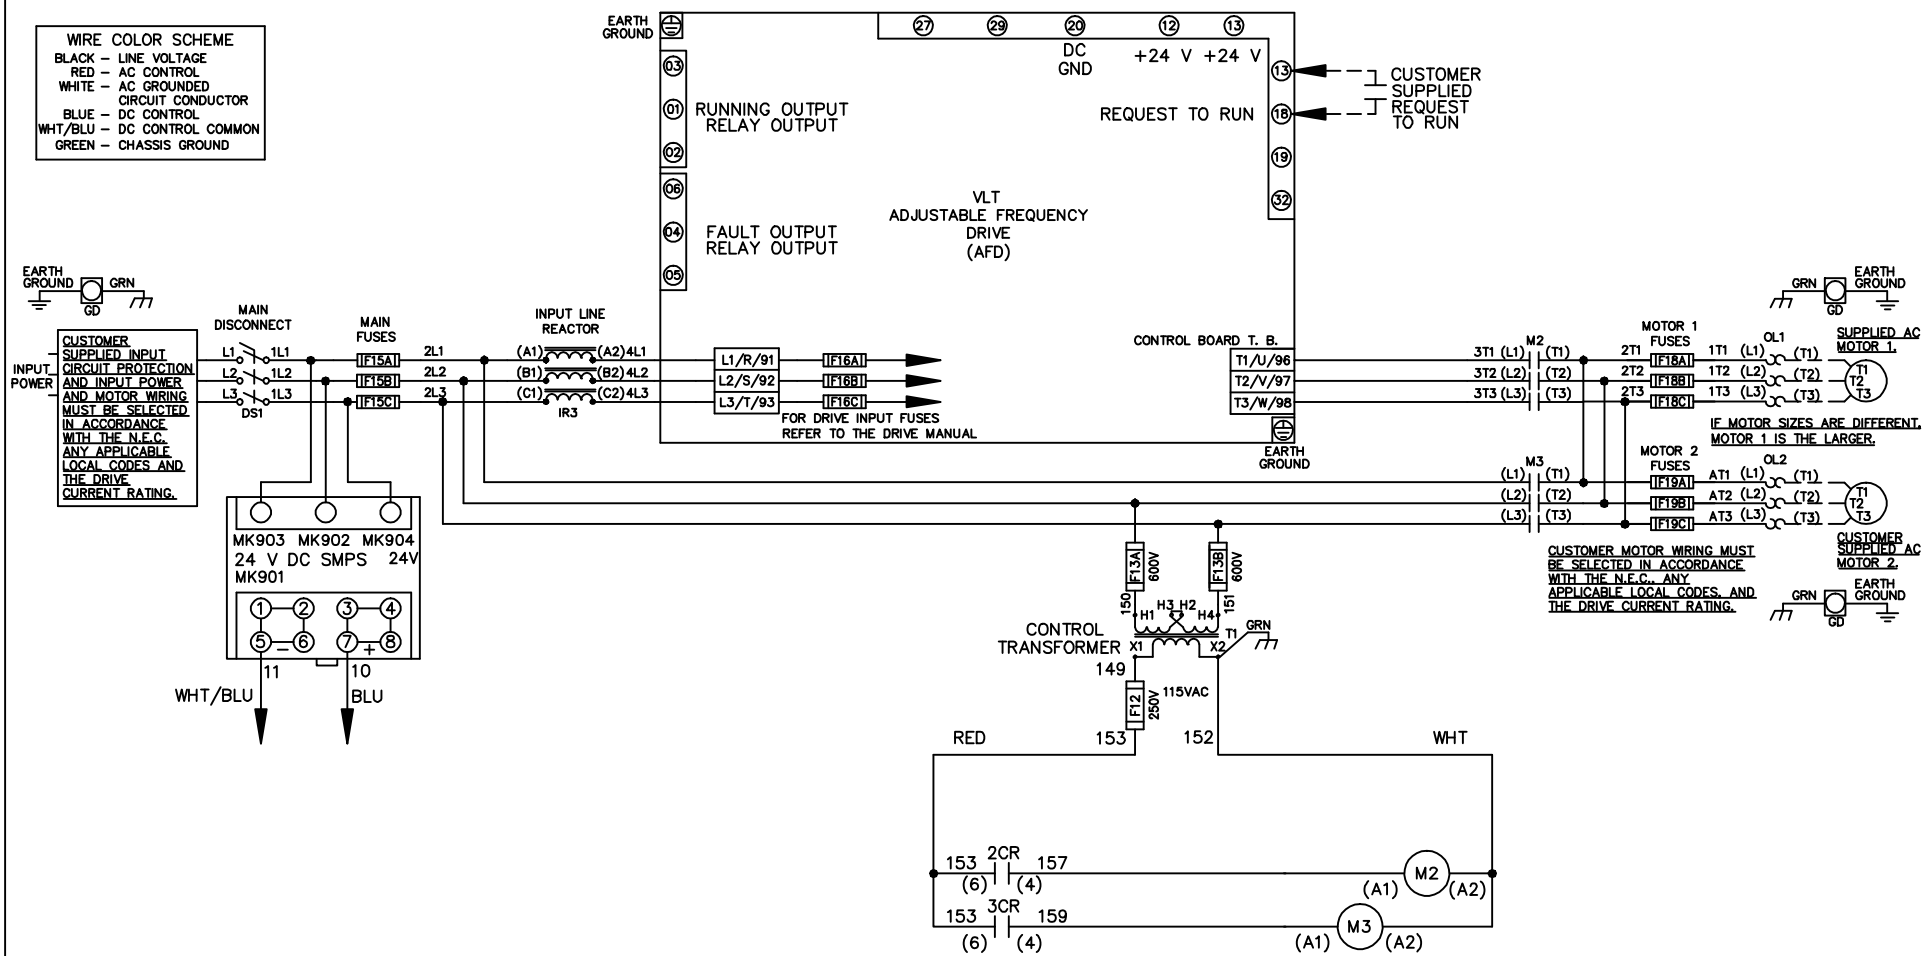 WIRE COLOR SCHEME
BLACK – LINE VOLTAGE
RED – AC CONTROL
WHITE – AC GROUNDED
CIRCUIT CONDUCTOR
BLUE – DC CONTROL
WHT/BLU – DC CONTROL COMMON
GREEN – CHASSIS GROUND
EARTH
GROUND
27 29 20 12 13
DC
GND
+24 V +24 V
03
01
02
RUNNING OUTPUT
RELAY OUTPUT
06
04
05
FAULT OUTPUT
RELAY OUTPUT
VLT
ADJUSTABLE FREQUENCY
DRIVE
(AFD)
REQUEST TO RUN
13
18
19
32
CUSTOMER
SUPPLIED
REQUEST
TO RUN
EARTH
GROUND
GRN
GD
INPUT
POWER
CUSTOMER
SUPPLIED INPUT
CIRCUIT PROTECTION
AND INPUT POWER
AND MOTOR WIRING
MUST BE SELECTED
IN ACCORDANCE
WITH THE N.E.C.
ANY APPLICABLE
LOCAL CODES AND
THE DRIVE
CURRENT RATING.
MAIN
DISCONNECT
L1 1L1
L2 1L2
L3 1L3
DS1
MAIN
FUSES
F15A 2L1
F15B 2L2
F15C 2L3
INPUT LINE
REACTOR
(A1) (A2) 4L1
(B1) (B2) 4L2
(C1) (C2) 4L3
IR3
L1/R/91 F16A
L2/S/92 F16B
L3/T/93 F16C
FOR DRIVE INPUT FUSES
REFER TO THE DRIVE MANUAL
CONTROL BOARD T. B.
T1/U/96
T2/V/97
T3/W/98
EARTH
GROUND
M2
3T1 (L1) (T1)
3T2 (L2) (T2)
3T3 (L3) (T3)
MOTOR 1
FUSES
2T1 F18A 1T1 (L1)
2T2 F18B 1T2 (L2)
2T3 F18C 1T3 (L3)
OL1
(T1)
(T2)
(T3)
T1
T2
T3
GRN
GD
EARTH
GROUND
SUPPLIED AC
MOTOR 1.
IF MOTOR SIZES ARE DIFFERENT,
MOTOR 1 IS THE LARGER.
M3
(L1) (T1)
(L2) (T2)
(L3) (T3)
MOTOR 2
FUSES
F19A AT1 (L1)
F19B AT2 (L2)
F19C AT3 (L3)
OL2
(T1)
(T2)
(T3)
T1
T2
T3
CUSTOMER
SUPPLIED AC
MOTOR 2.
CUSTOMER MOTOR WIRING MUST
BE SELECTED IN ACCORDANCE
WITH THE N.E.C., ANY
APPLICABLE LOCAL CODES, AND
THE DRIVE CURRENT RATING.
GRN
GD
EARTH
GROUND
MK903 MK902 MK904
24 V DC SMPS 24V
MK901
1 2 3 4
5 – 6 7 + 8
11
WHT/BLU
10
BLU
F13A
600V
F13B
600V
150
151
H1 H3 H2 H4
CONTROL
TRANSFORMER
T1
GRN
X1 X2
149
F12
250V
115VAC
153
152
RED
WHT
153 2CR 157
(6) (4)
(A1) M2 (A2)
153 3CR 159
(6) (4)
(A1) M3 (A2)